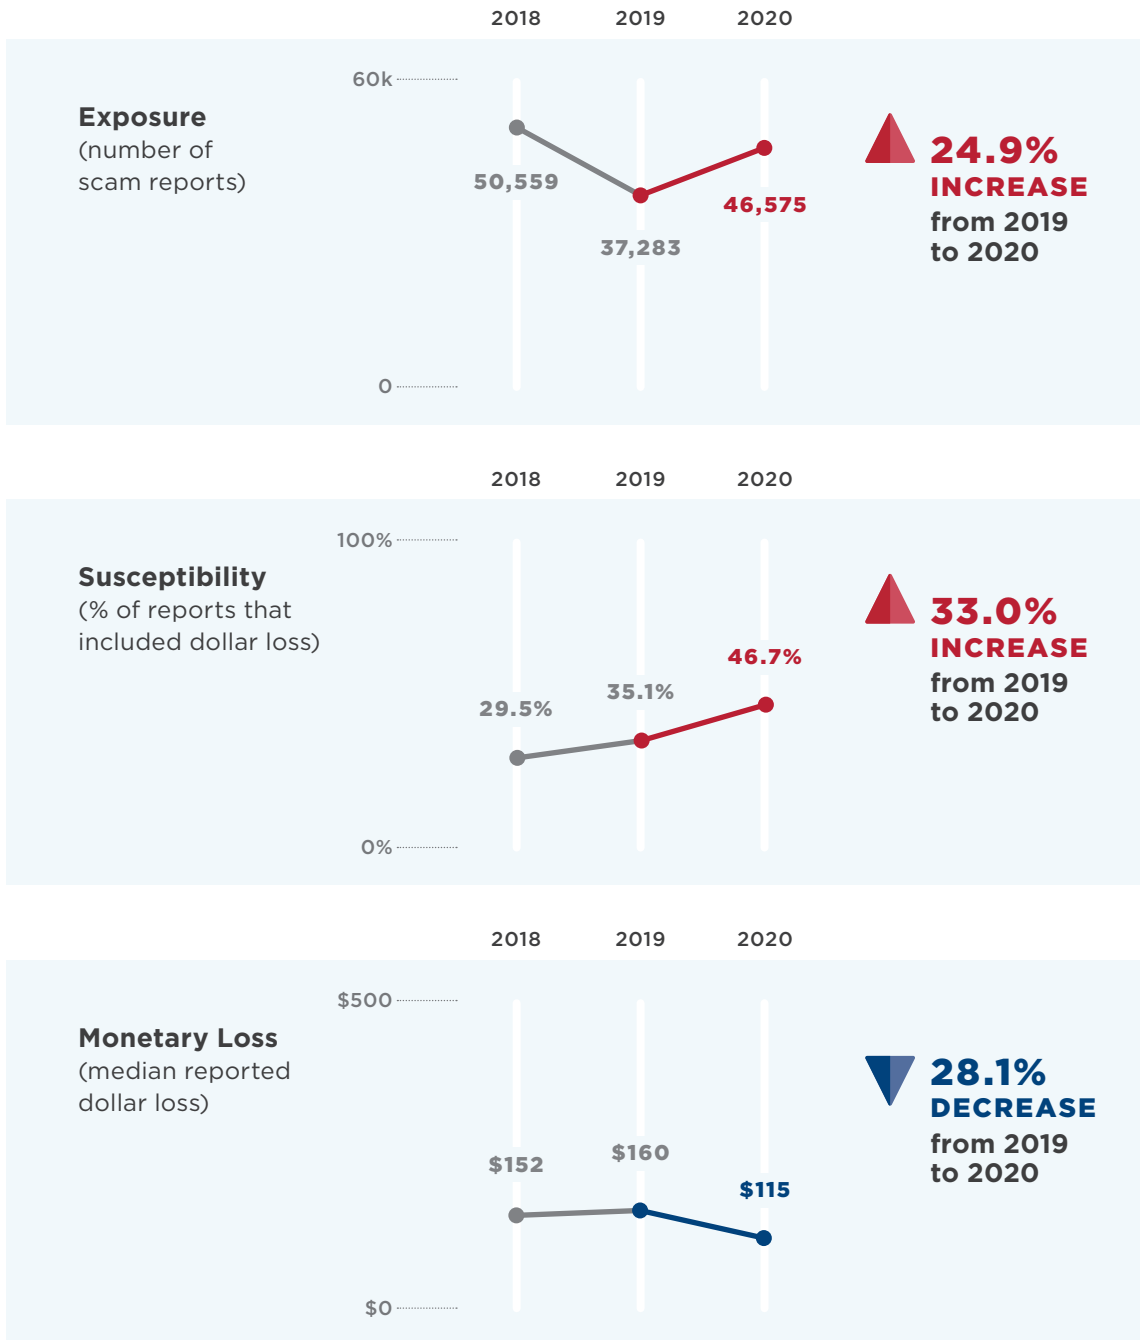 2018 2019 2020
60k
Exposure
(number of
scam reports)
50,559
37,283
46,575
0
24.9%
INCREASE
from 2019
to 2020
2018 2019 2020
100%
Susceptibility
(% of reports that
included dollar loss)
29.5%
35.1%
46.7%
0%
33.0%
INCREASE
from 2019
to 2020
2018 2019 2020
$500
Monetary Loss
(median reported
dollar loss)
$152
$160
$115
$0
28.1%
DECREASE
from 2019
to 2020